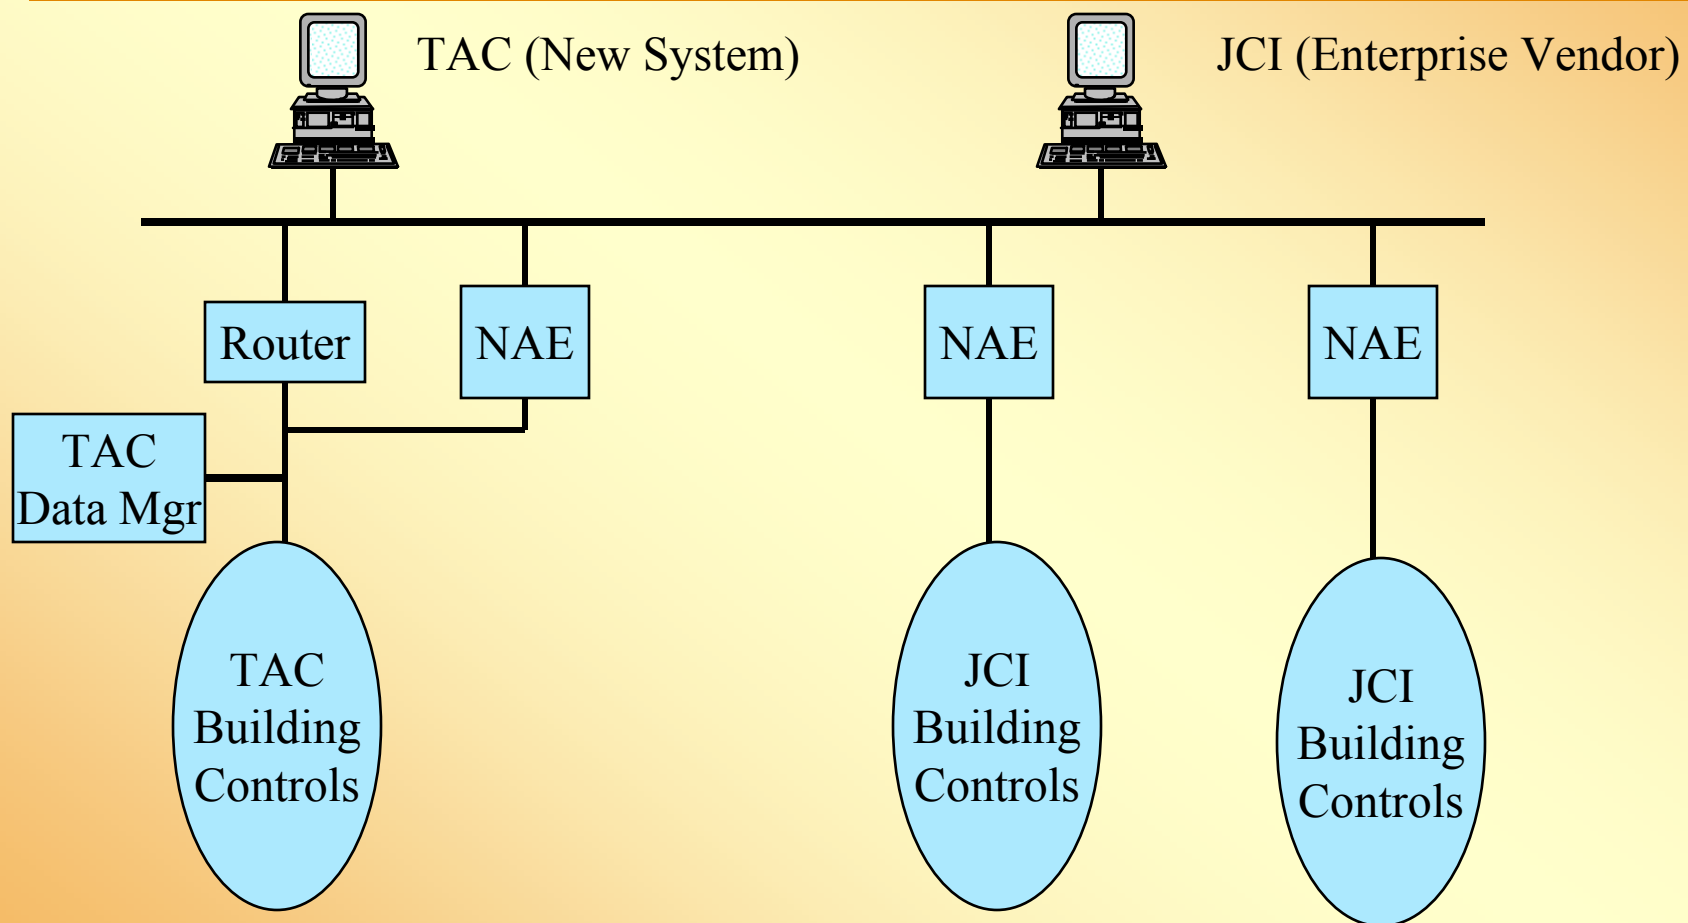 TAC (New System)
JCI (Enterprise Vendor)
Router
NAE
NAE
NAE
TAC
Data Mgr
TAC
Building
Controls
JCI
Building
Controls
JCI
Building
Controls